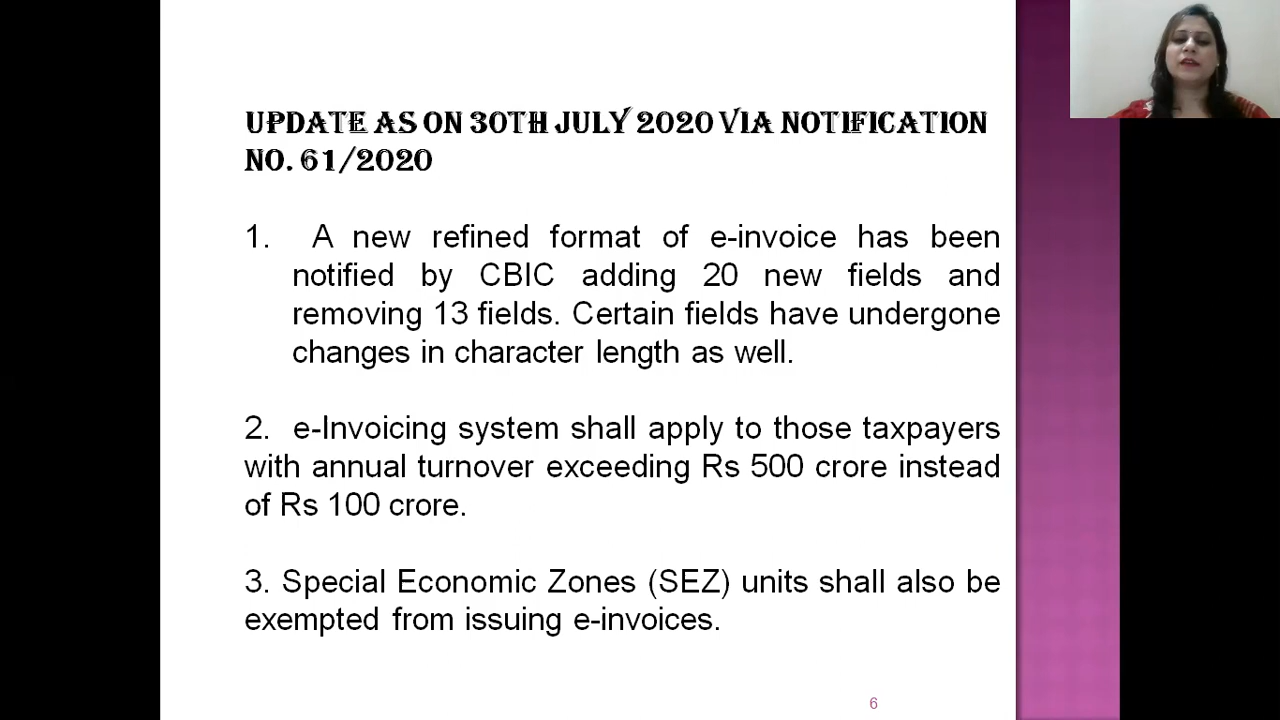 UPDATE AS ON 30TH JULY 2020 VIA NOTIFICATION
NO. 61/2020
1. A new refined format of e-invoice has been
notified by CBIC adding 20 new fields and
removing 13 fields. Certain fields have undergone
changes in character length as well.
2. e-Invoicing system shall apply to those taxpayers
with annual turnover exceeding Rs 500 crore instead
of Rs 100 crore.
3. Special Economic Zones (SEZ) units shall also be
exempted from issuing e-invoices.
6